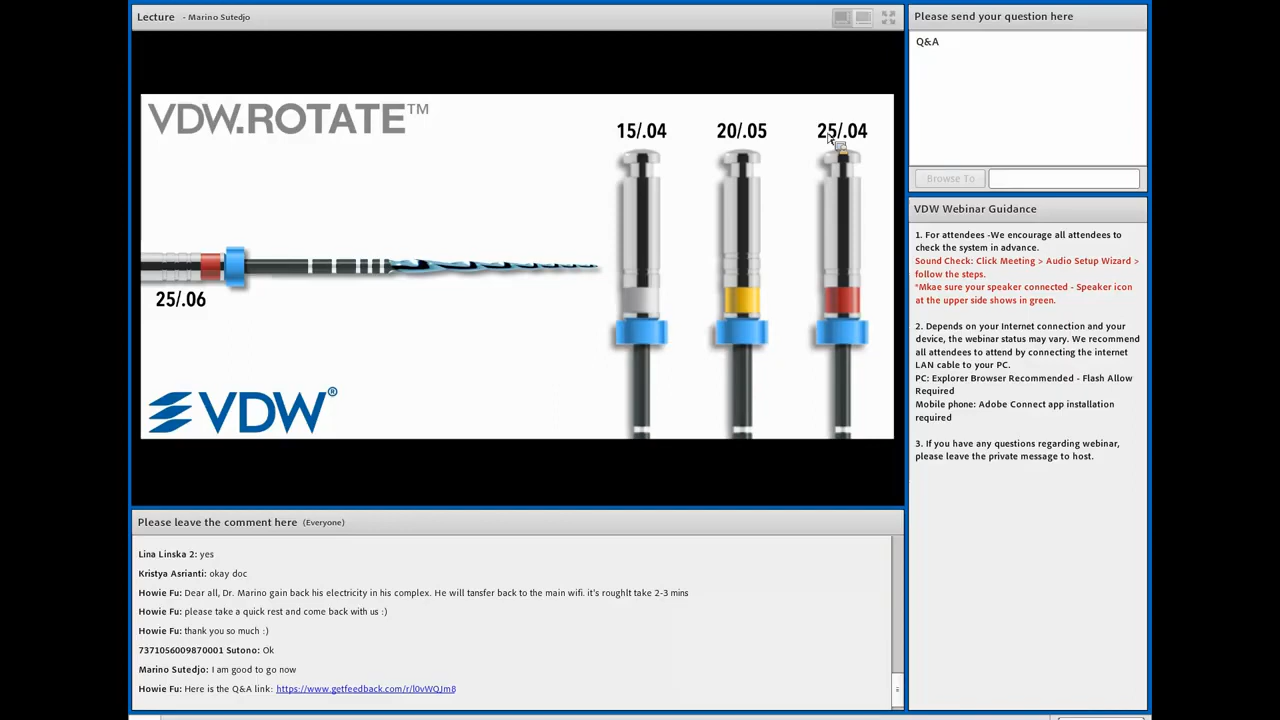 Lecture - Marino Sutedjo
VDW.ROTATE™
15/.04
20/.05
25/.04
25/.06
VDW®
Please leave the comment here (Everyone)
Lina Linska 2: yes
Kristya Asrianti: okay doc
Howie Fu: Dear all, Dr. Marino gain back his electricity in his complex. He will tansfer back to the main wifi. it's roughlt take 2-3 mins
Howie Fu: please take a quick rest and come back with us :)
Howie Fu: thank you so much :)
7371056009870001 Sutono: Ok
Marino Sutedjo: I am good to go now
Howie Fu: Here is the Q&A link: https://www.getfeedback.com/r/l0vWQJm8
Please send your question here
Q&A
Browse To
VDW Webinar Guidance
1. For attendees -We encourage all attendees to
check the system in advance.
Sound Check: Click Meeting > Audio Setup Wizard >
follow the steps.
*Mkae sure your speaker connected - Speaker icon
at the upper side shows in green.
2. Depends on your Internet connection and your
device, the webinar status may vary. We recommend
all attendees to attend by connecting the internet
LAN cable to your PC.
PC: Explorer Browser Recommended - Flash Allow
Required
Mobile phone: Adobe Connect app installation
required
3. If you have any questions regarding webinar,
please leave the private message to host.